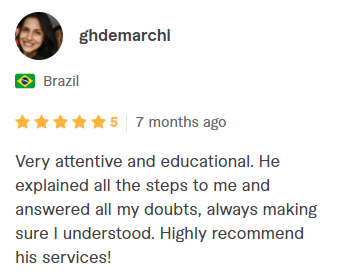 ghdemarchi
Brazil
5 | 7 months ago
Very attentive and educational. He
explained all the steps to me and
answered all my doubts, always making
sure I understood. Highly recommend
his services!